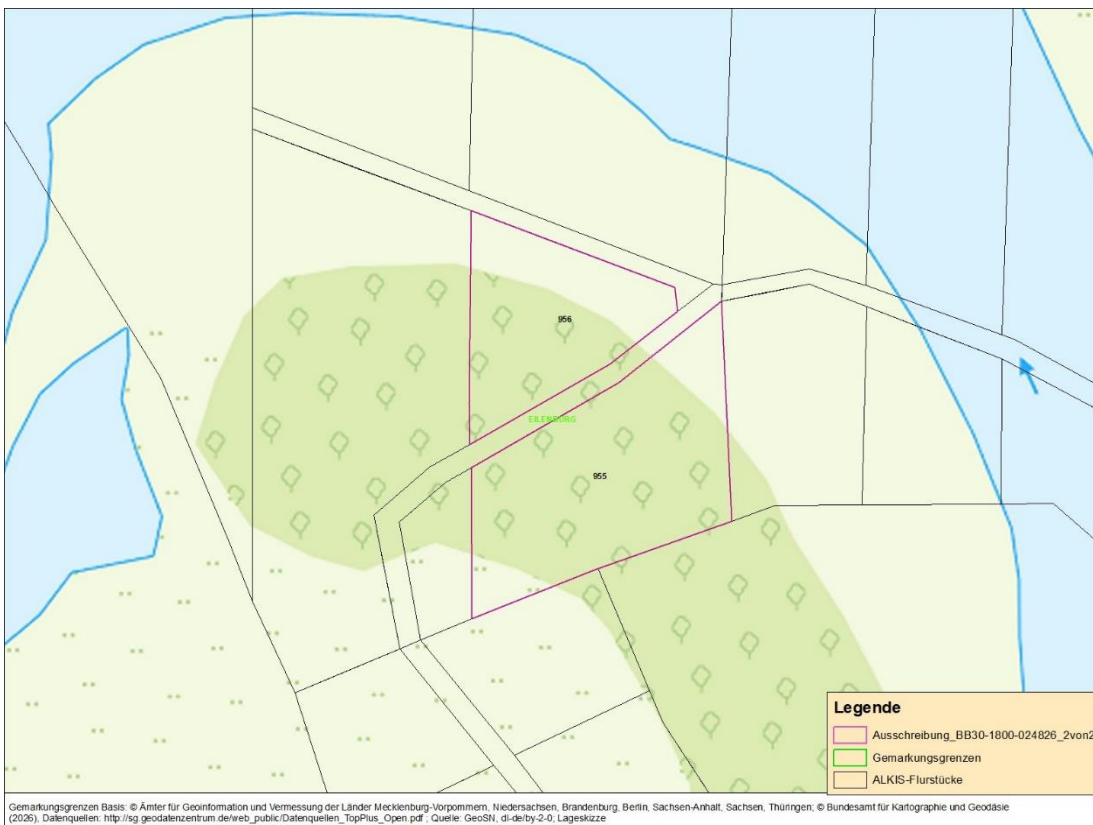 956
EILENBURG
955
Legende
Ausschreibung_BB30-1800-024826_2von2
Gemarkungsgrenzen
ALKIS-Flurstücke
Gemarkungsgrenzen Basis: © Ämter für Geoinformation und Vermessung der Länder Mecklenburg-Vorpommern, Niedersachsen, Brandenburg, Berlin, Sachsen-Anhalt, Sachsen, Thüringen; © Bundesamt für Kartographie und Geodäsie
(2026), Datenquellen: http://sg.geodatenzentrum.de/web_public/Datenquellen_TopPlus_Open.pdf ; Quelle: GeoSN, dl-de/by-2-0; Lageskizze